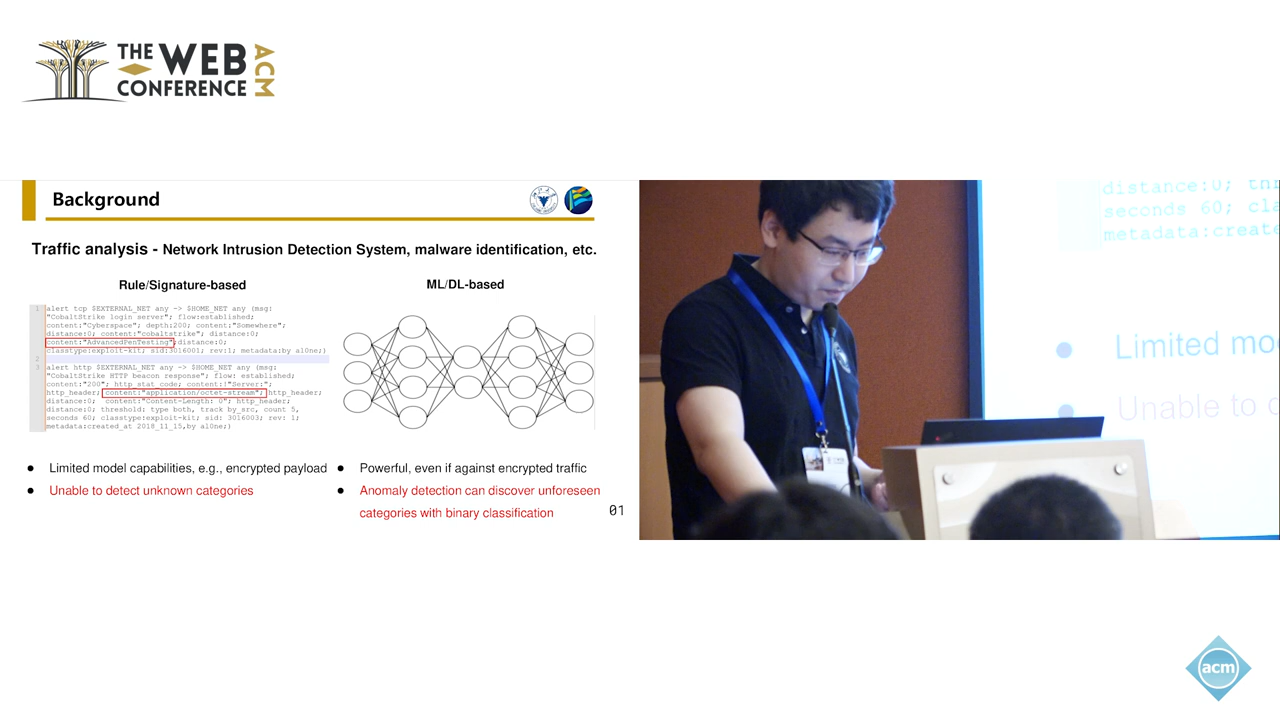 THE WEB
CONFERENCE
ACM
Background
Traffic analysis - Network Intrusion Detection System, malware identification, etc.
Rule/Signature-based
ML/DL-based
1 alert tcp $EXTERNAL_NET any -> $HOME_NET any (msg:
"CobaltStrike login server"; flow:established;
content:"Cyberspace"; depth:200; content:"Somewhere";
distance:0; content:"cobaltstrike"; distance:0;
content:"AdvancedPenTesting";distance:0;
classtype:exploit-kit; sid:3016001; rev:1; metadata:by al0ne;)
2
3 alert http $EXTERNAL_NET any -> $HOME_NET any (msg:
"CobaltStrike HTTP beacon response"; flow: established;
content:"200"; http_stat_code; content:!"Server:";
http_header; content:"application/octet-stream"; http_header;
distance:0; content:"Content-Length: 0"; http_header;
distance:0; threshold: type both, track by_src, count 5,
seconds 60; classtype:exploit-kit; sid: 3016003; rev: 1;
metadata:created_at 2018_11_15,by al0ne;)
● Limited model capabilities, e.g., encrypted payload
● Unable to detect unknown categories
● Powerful, even if against encrypted traffic
● Anomaly detection can discover unforeseen
categories with binary classification
01
distance:0; thr
seconds 60; cla
metadata:create
● Limited mo
● Unable to
acm